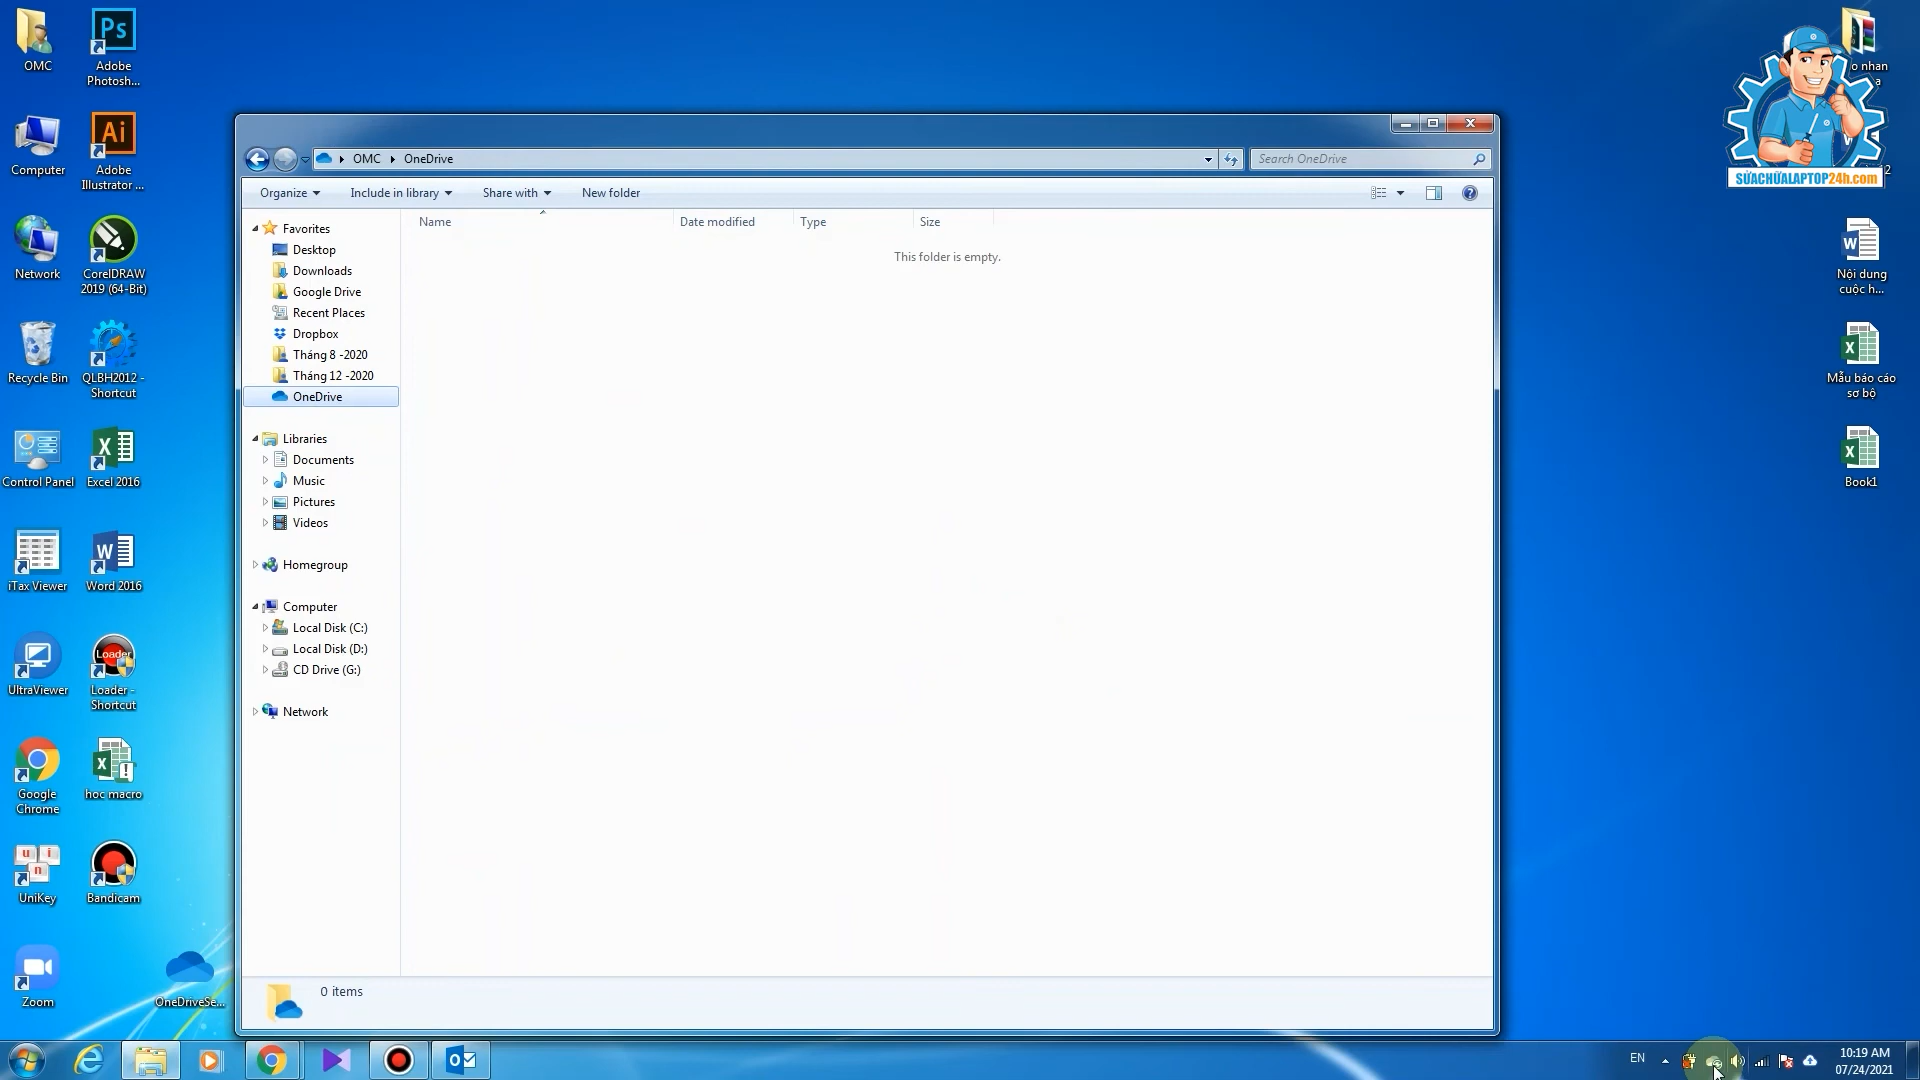 OMC
Adobe
Photosh...
Computer
Adobe
Illustrator ...
Network
CorelDRAW
2019 (64-Bit)
Recycle Bin
QLBH2012 -
Shortcut
Control Panel
Excel 2016
iTax Viewer
Word 2016
UltraViewer
Loader
Loader -
Shortcut
Google
Chrome
hoc macro
UniKey
Bandicam
Zoom
OneDriveSe...
OMC
OneDrive
Search OneDrive
Organize
Include in library
Share with
New folder
Favorites
Desktop
Downloads
Google Drive
Recent Places
Dropbox
Tháng 8 -2020
Tháng 12 -2020
OneDrive
Libraries
Documents
Music
Pictures
Videos
Homegroup
Computer
Local Disk (C:)
Local Disk (D:)
CD Drive (G:)
Network
Name
Date modified
Type
Size
This folder is empty.
0 items
nhan
SỬACHỮALAPTOP24h.com
Nội dung
cuộc h...
Mẫu báo cáo
sơ bộ
Book1
EN
10:19 AM
07/24/2021